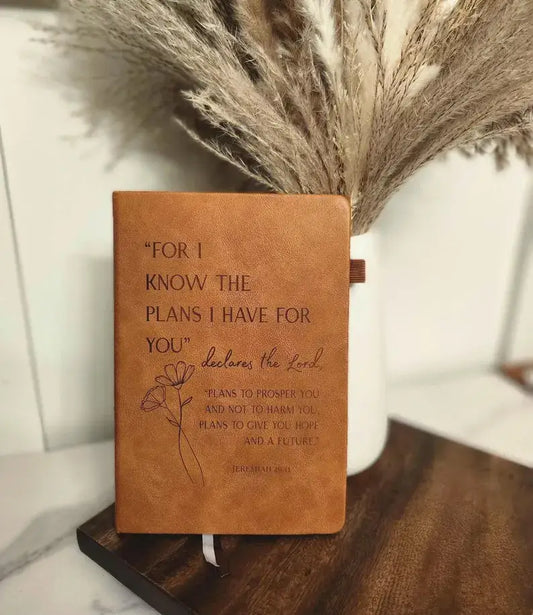 "FOR I
KNOW THE
PLANS I HAVE FOR
YOU" declares the Lord,
"PLANS TO PROSPER YOU
AND NOT TO HARM YOU,
PLANS TO GIVE YOU HOPE
AND A FUTURE."
JEREMIAH 29:11